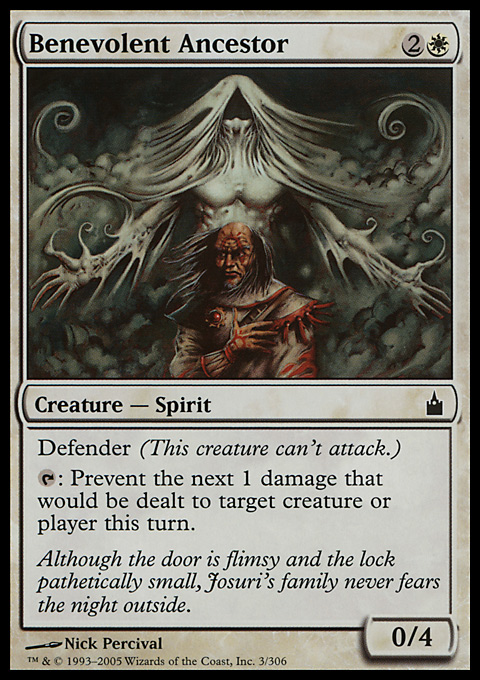 Benevolent Ancestor 2
Creature — Spirit
Defender (This creature can't attack.)
: Prevent the next 1 damage that
would be dealt to target creature or
player this turn.
Although the door is flimsy and the lock
pathetically small, Josuri's family never fears
the night outside.
Nick Percival
0/4
™ & © 1993–2005 Wizards of the Coast, Inc. 3/306